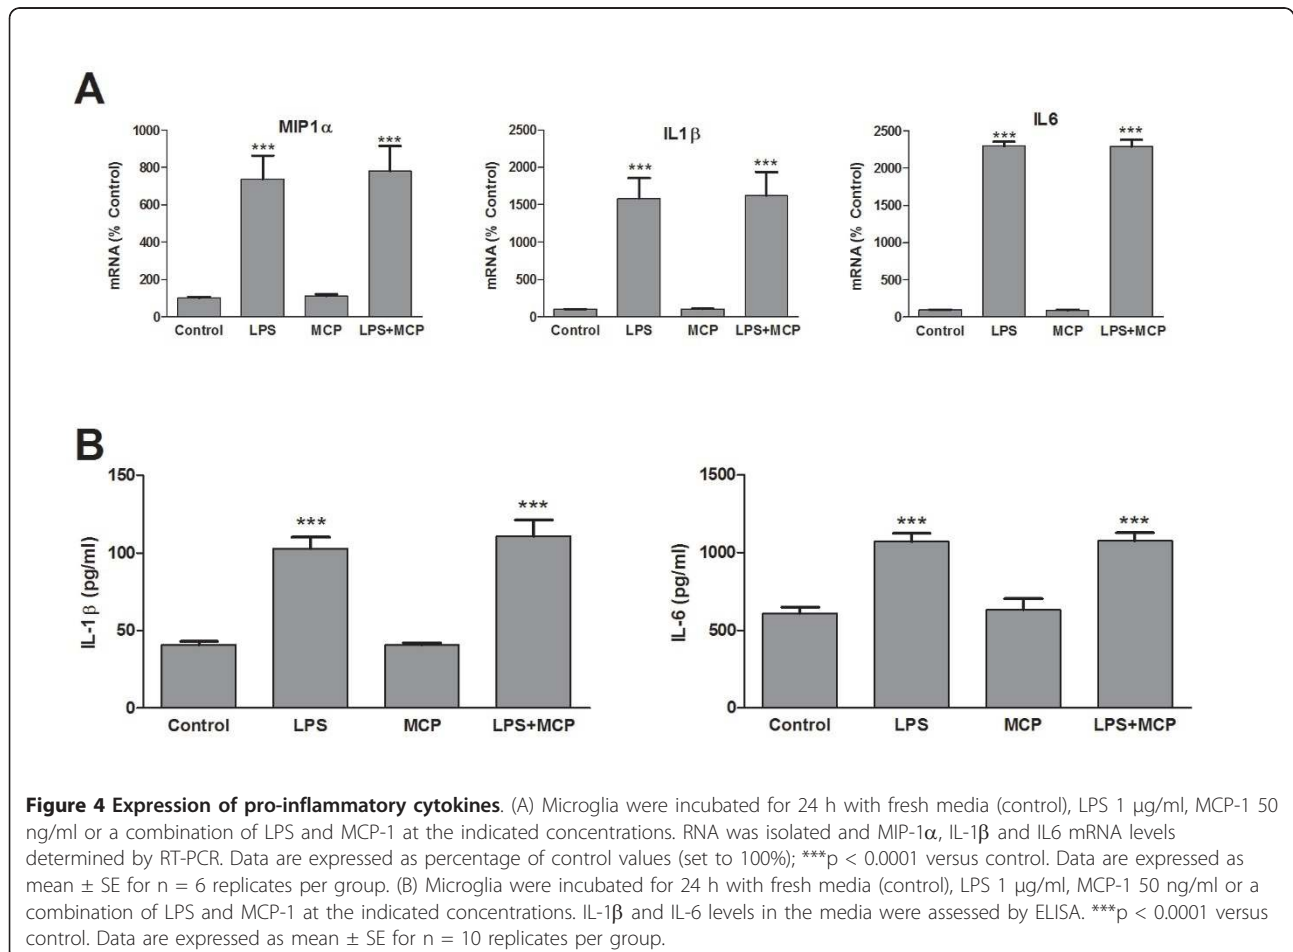 A
MIP1α
mRNA (% Control)
1000
800
600
400
200
0
***
***
Control LPS MCP LPS+MCP
IL1β
mRNA (% Control)
2500
2000
1500
1000
500
0
***
***
Control LPS MCP LPS+MCP
IL6
mRNA (% Control)
2500
2000
1500
1000
500
0
***
***
Control LPS MCP LPS+MCP
B
IL-1β (pg/ml)
150
100
50
0
***
***
Control LPS MCP LPS+MCP
IL-6 (pg/ml)
1500
1000
500
0
***
***
Control LPS MCP LPS+MCP
Figure 4 Expression of pro-inflammatory cytokines. (A) Microglia were incubated for 24 h with fresh media (control), LPS 1 μg/ml, MCP-1 50
ng/ml or a combination of LPS and MCP-1 at the indicated concentrations. RNA was isolated and MIP-1α, IL-1β and IL6 mRNA levels
determined by RT-PCR. Data are expressed as percentage of control values (set to 100%); ***p < 0.0001 versus control. Data are expressed as
mean ± SE for n = 6 replicates per group. (B) Microglia were incubated for 24 h with fresh media (control), LPS 1 μg/ml, MCP-1 50 ng/ml or a
combination of LPS and MCP-1 at the indicated concentrations. IL-1β and IL-6 levels in the media were assessed by ELISA. ***p < 0.0001 versus
control. Data are expressed as mean ± SE for n = 10 replicates per group.